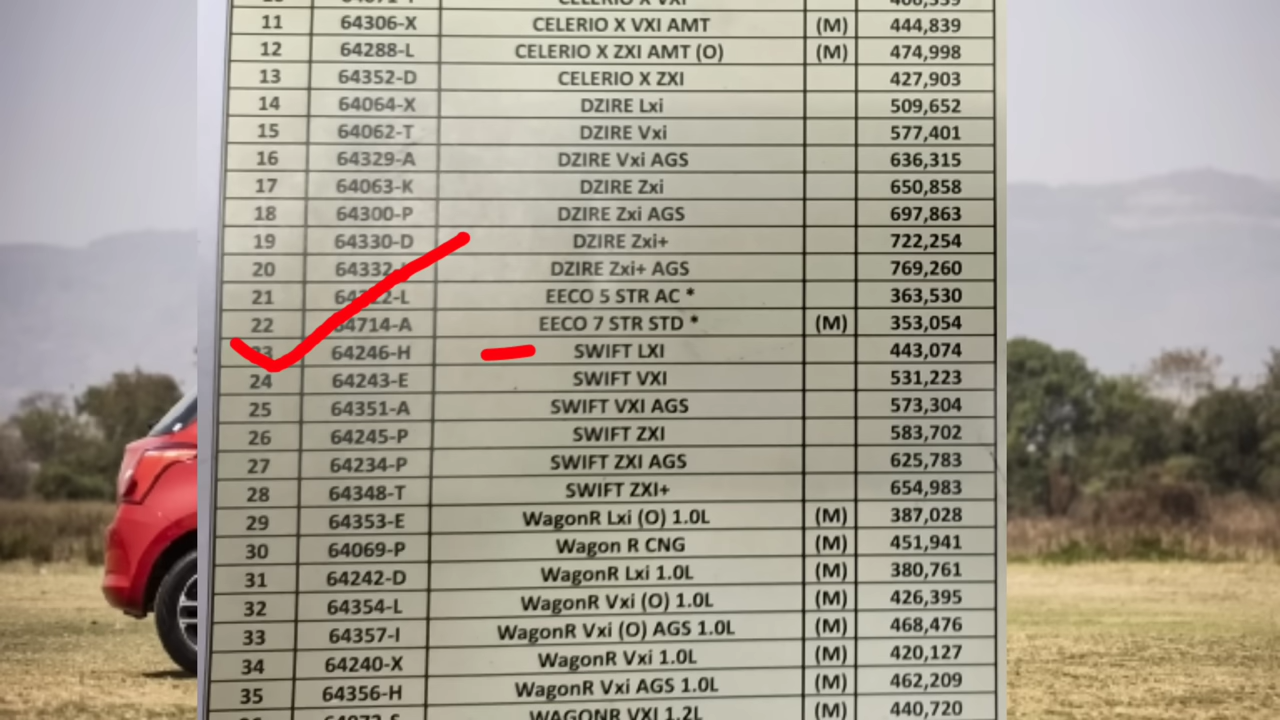 CELERIO X VXI
11 64306-X CELERIO X VXI AMT (M) 444,839
12 64288-L CELERIO X ZXI AMT (O) (M) 474,998
13 64352-D CELERIO X ZXI 427,903
14 64064-X DZIRE Lxi 509,652
15 64062-T DZIRE Vxi 577,401
16 64329-A DZIRE Vxi AGS 636,315
17 64063-K DZIRE Zxi 650,858
18 64300-P DZIRE Zxi AGS 697,863
19 64330-D DZIRE Zxi+ 722,254
20 DZIRE Zxi+ AGS 769,260
21 EECO 5 STR AC * 363,530
22 64714-A EECO 7 STR STD * (M) 353,054
23 64246-H SWIFT LXI 443,074
24 64243-E SWIFT VXI 531,223
25 64351-A SWIFT VXI AGS 573,304
26 64245-P SWIFT ZXI 583,702
27 64234-P SWIFT ZXI AGS 625,783
28 64348-T SWIFT ZXI+ 654,983
29 64353-E WagonR Lxi (O) 1.0L (M) 387,028
30 64069-P Wagon R CNG (M) 451,941
31 64242-D WagonR Lxi 1.0L (M) 380,761
32 64354-L WagonR Vxi (O) 1.0L (M) 426,395
33 64357-I WagonR Vxi (O) AGS 1.0L (M) 468,476
34 64240-X WagonR Vxi 1.0L (M) 420,127
35 64356-H WagonR Vxi AGS 1.0L (M) 462,209
WAGONR VXI 1.2L (M) 440,720